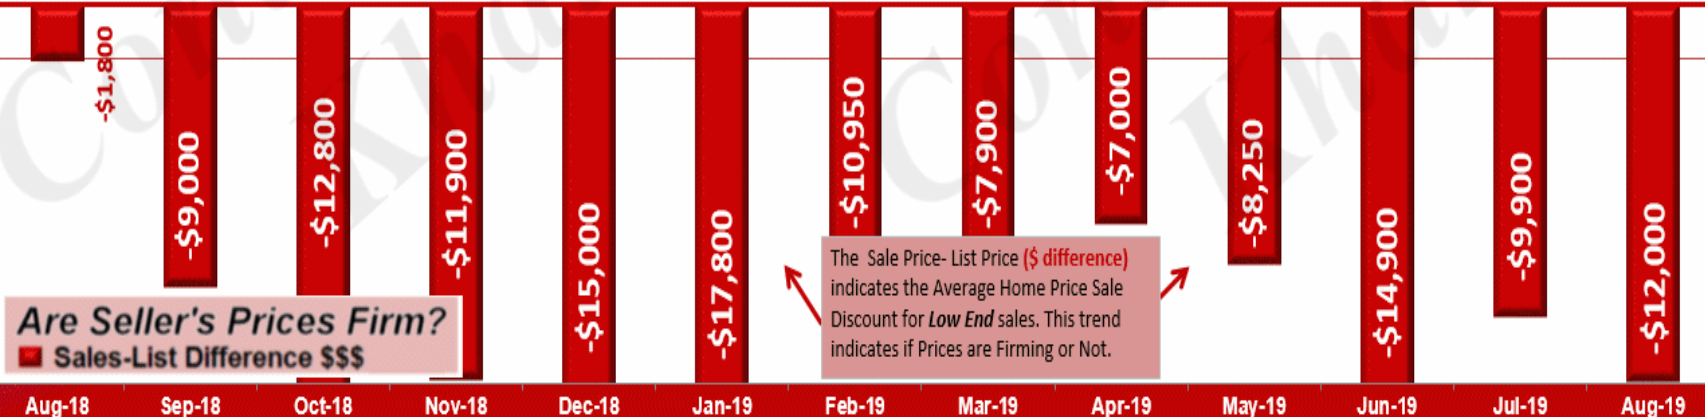 -$1,800
-$9,000
-$12,800
-$11,900
-$15,000
-$17,800
-$10,950
-$7,900
-$7,000
-$8,250
-$14,900
-$9,900
-$12,000
The Sale Price- List Price ($ difference)
indicates the Average Home Price Sale
Discount for Low End sales. This trend
indicates if Prices are Firming or Not.
Are Seller's Prices Firm?
Sales-List Difference $$$
Aug-18 Sep-18 Oct-18 Nov-18 Dec-18 Jan-19 Feb-19 Mar-19 Apr-19 May-19 Jun-19 Jul-19 Aug-19